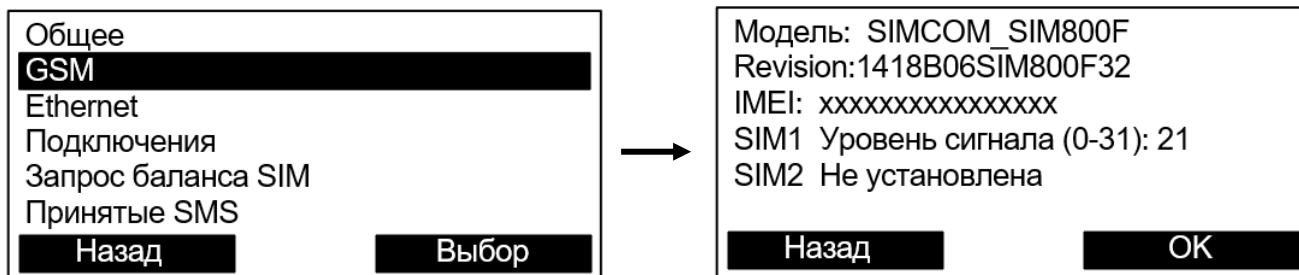 Общее
GSM
Ethernet
Подключения
Запрос баланса SIM
Принятые SMS
Назад Выбор
Модель: SIMCOM_SIM800F
Revision:1418B06SIM800F32
IMEI: xxxxxxxxxxxxxxxx
SIM1 Уровень сигнала (0-31): 21
SIM2 Не установлена
Назад OK